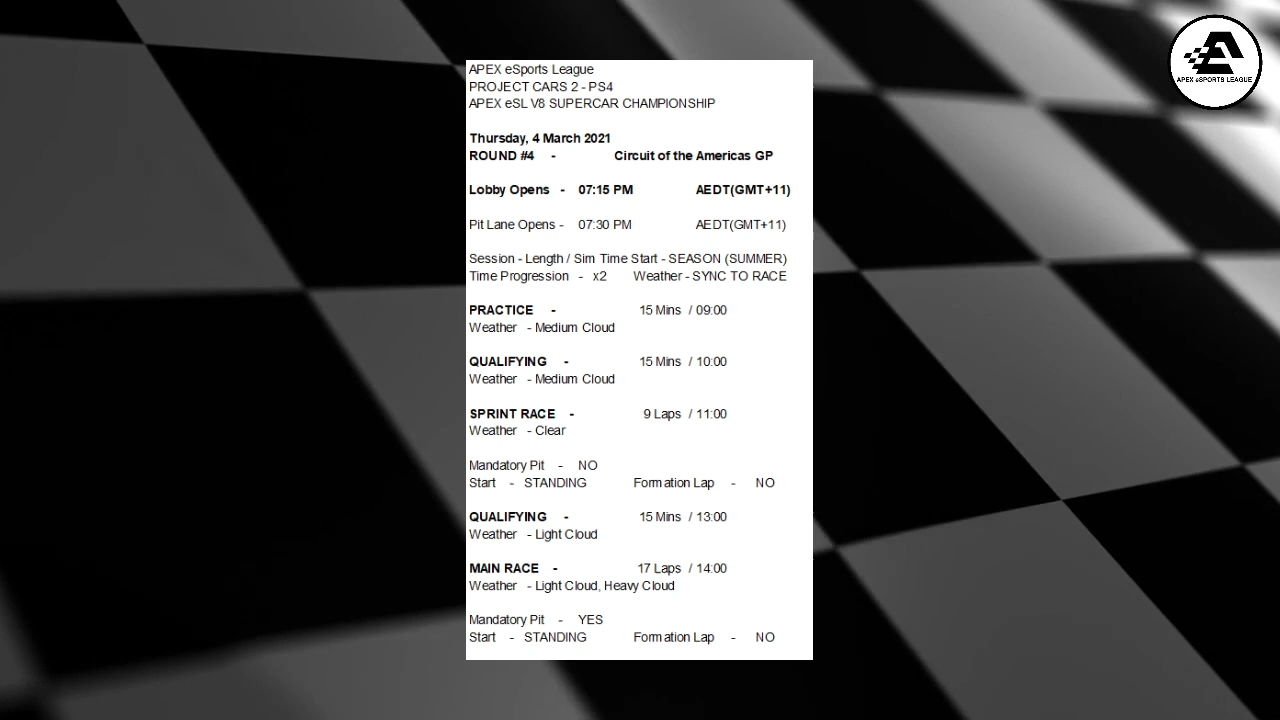 APEX eSPORTS LEAGUE
APEX eSports League
PROJECT CARS 2 - PS4
APEX eSL V8 SUPERCAR CHAMPIONSHIP
Thursday, 4 March 2021
ROUND #4 - Circuit of the Americas GP
Lobby Opens - 07:15 PM AEDT(GMT+11)
Pit Lane Opens - 07:30 PM AEDT(GMT+11)
Session - Length / Sim Time Start - SEASON (SUMMER)
Time Progression - x2 Weather - SYNC TO RACE
PRACTICE - 15 Mins / 09:00
Weather - Medium Cloud
QUALIFYING - 15 Mins / 10:00
Weather - Medium Cloud
SPRINT RACE - 9 Laps / 11:00
Weather - Clear
Mandatory Pit - NO
Start - STANDING Formation Lap - NO
QUALIFYING - 15 Mins / 13:00
Weather - Light Cloud
MAIN RACE - 17 Laps / 14:00
Weather - Light Cloud, Heavy Cloud
Mandatory Pit - YES
Start - STANDING Formation Lap - NO